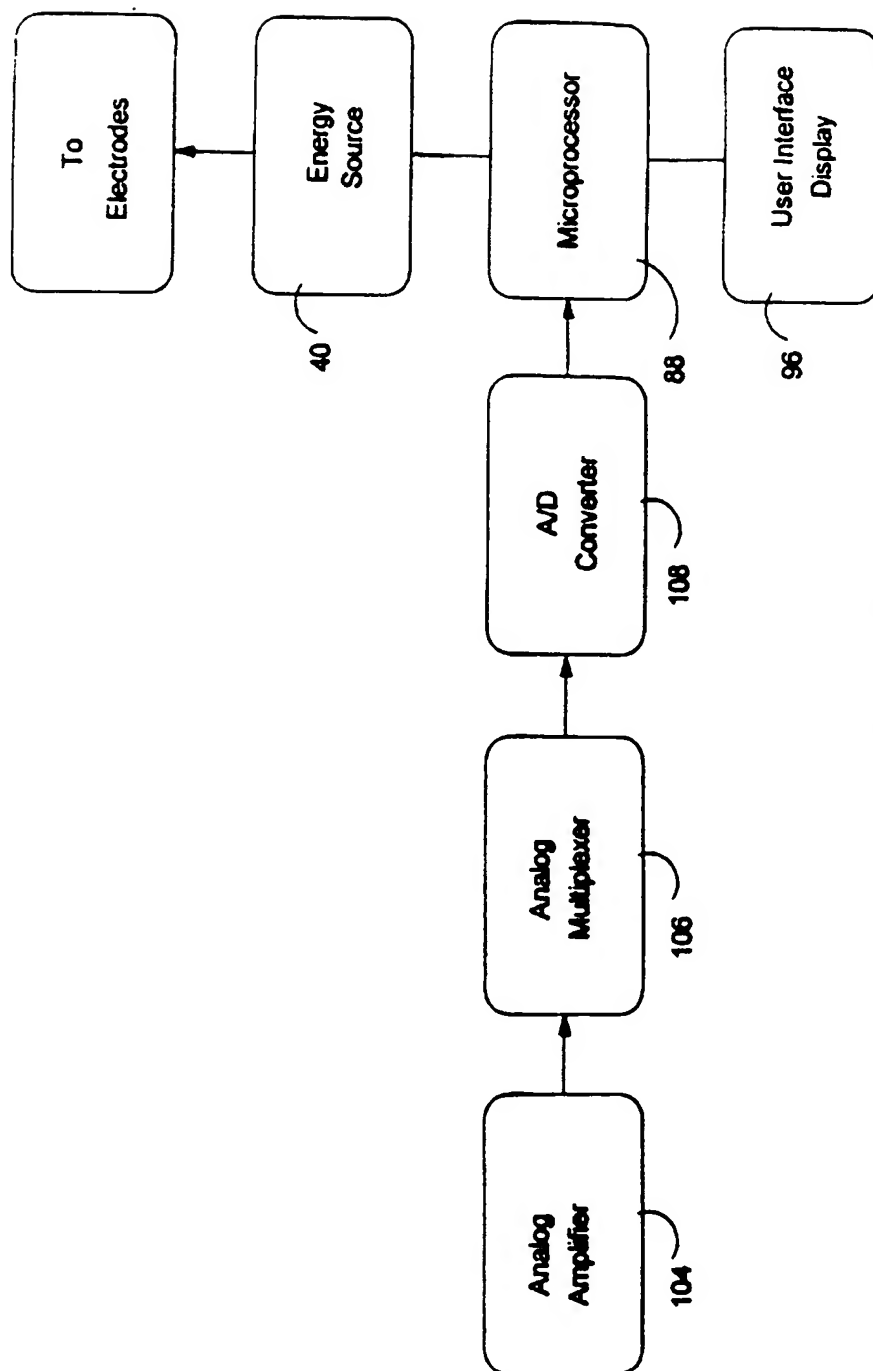 Analog
Amplifier
104
Analog
Multiplexer
106
A/D
Converter
108
To
Electrodes
Energy
Source
40
Microprocessor
88
User Interface
Display
96